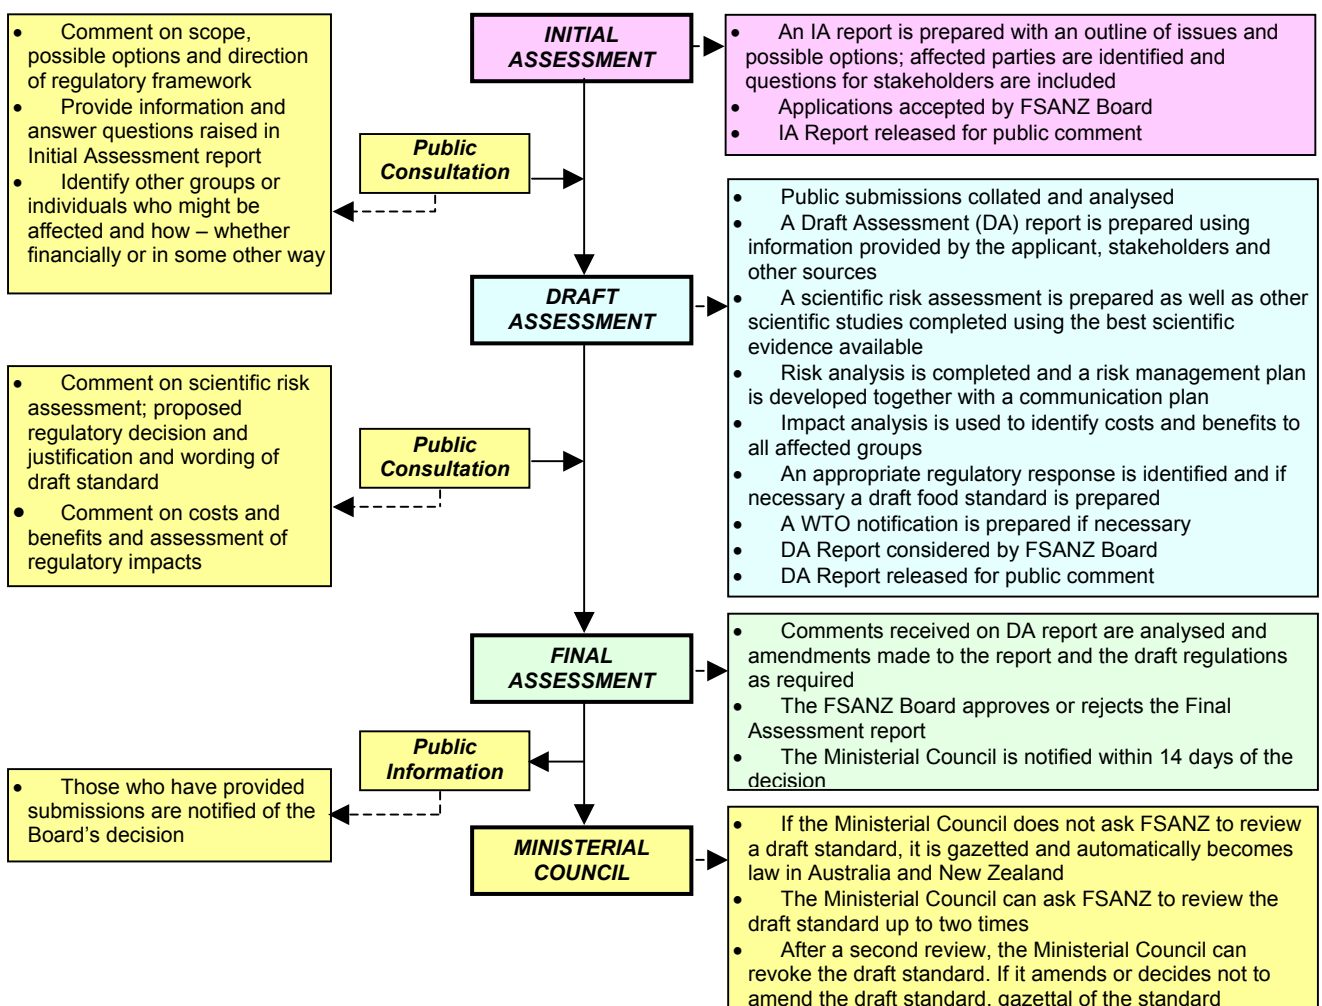 INITIAL
ASSESSMENT
• An IA report is prepared with an outline of issues and
possible options; affected parties are identified and
questions for stakeholders are included
• Applications accepted by FSANZ Board
• IA Report released for public comment
• Comment on scope,
possible options and direction
of regulatory framework
• Provide information and
answer questions raised in
Initial Assessment report
• Identify other groups or
individuals who might be
affected and how – whether
financially or in some other way
Public
Consultation
DRAFT
ASSESSMENT
• Public submissions collated and analysed
• A Draft Assessment (DA) report is prepared using
information provided by the applicant, stakeholders and
other sources
• A scientific risk assessment is prepared as well as other
scientific studies completed using the best scientific
evidence available
• Risk analysis is completed and a risk management plan
is developed together with a communication plan
• Impact analysis is used to identify costs and benefits to
all affected groups
• An appropriate regulatory response is identified and if
necessary a draft food standard is prepared
• A WTO notification is prepared if necessary
• DA Report considered by FSANZ Board
• DA Report released for public comment
• Comment on scientific risk
assessment; proposed
regulatory decision and
justification and wording of
draft standard
• Comment on costs and
benefits and assessment of
regulatory impacts
Public
Consultation
FINAL
ASSESSMENT
• Comments received on DA report are analysed and
amendments made to the report and the draft regulations
as required
• The FSANZ Board approves or rejects the Final
Assessment report
• The Ministerial Council is notified within 14 days of the
decision
Public
Information
• Those who have provided
submissions are notified of the
Board's decision
MINISTERIAL
COUNCIL
• If the Ministerial Council does not ask FSANZ to review
a draft standard, it is gazetted and automatically becomes
law in Australia and New Zealand
• The Ministerial Council can ask FSANZ to review the
draft standard up to two times
• After a second review, the Ministerial Council can
revoke the draft standard. If it amends or decides not to
amend the draft standard, gazettal of the standard